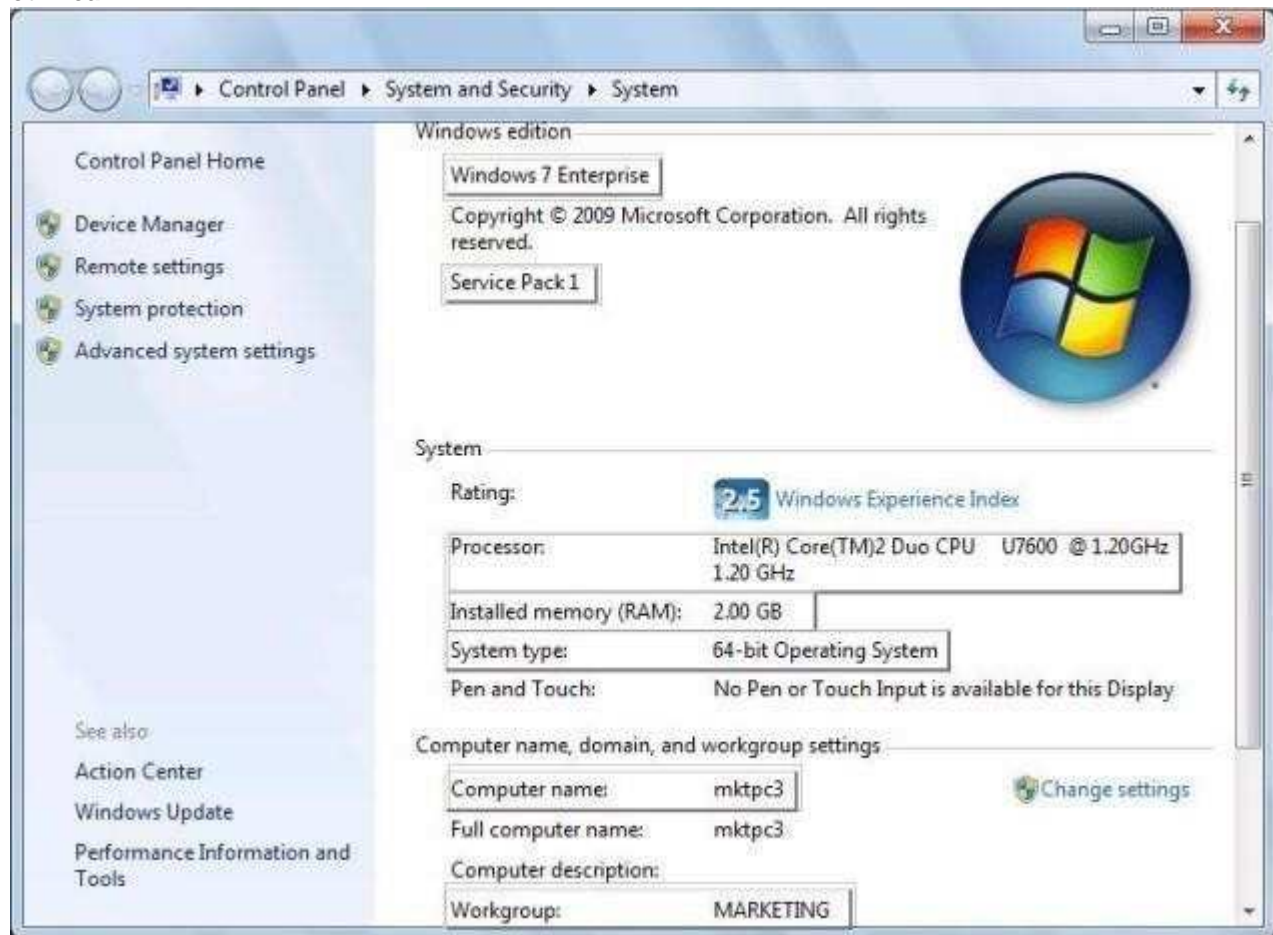 Control Panel ▸ System and Security ▸ System
Control Panel Home
Device Manager
Remote settings
System protection
Advanced system settings
See also
Action Center
Windows Update
Performance Information and
Tools
Windows edition
Windows 7 Enterprise
Copyright © 2009 Microsoft Corporation. All rights
reserved.
Service Pack 1
System
Rating: 2.5 Windows Experience Index
Processor: Intel(R) Core(TM)2 Duo CPU U7600 @ 1.20GHz
1.20 GHz
Installed memory (RAM): 2.00 GB
System type: 64-bit Operating System
Pen and Touch: No Pen or Touch Input is available for this Display
Computer name, domain, and workgroup settings
Computer name: mktpc3
Change settings
Full computer name: mktpc3
Computer description:
Workgroup: MARKETING